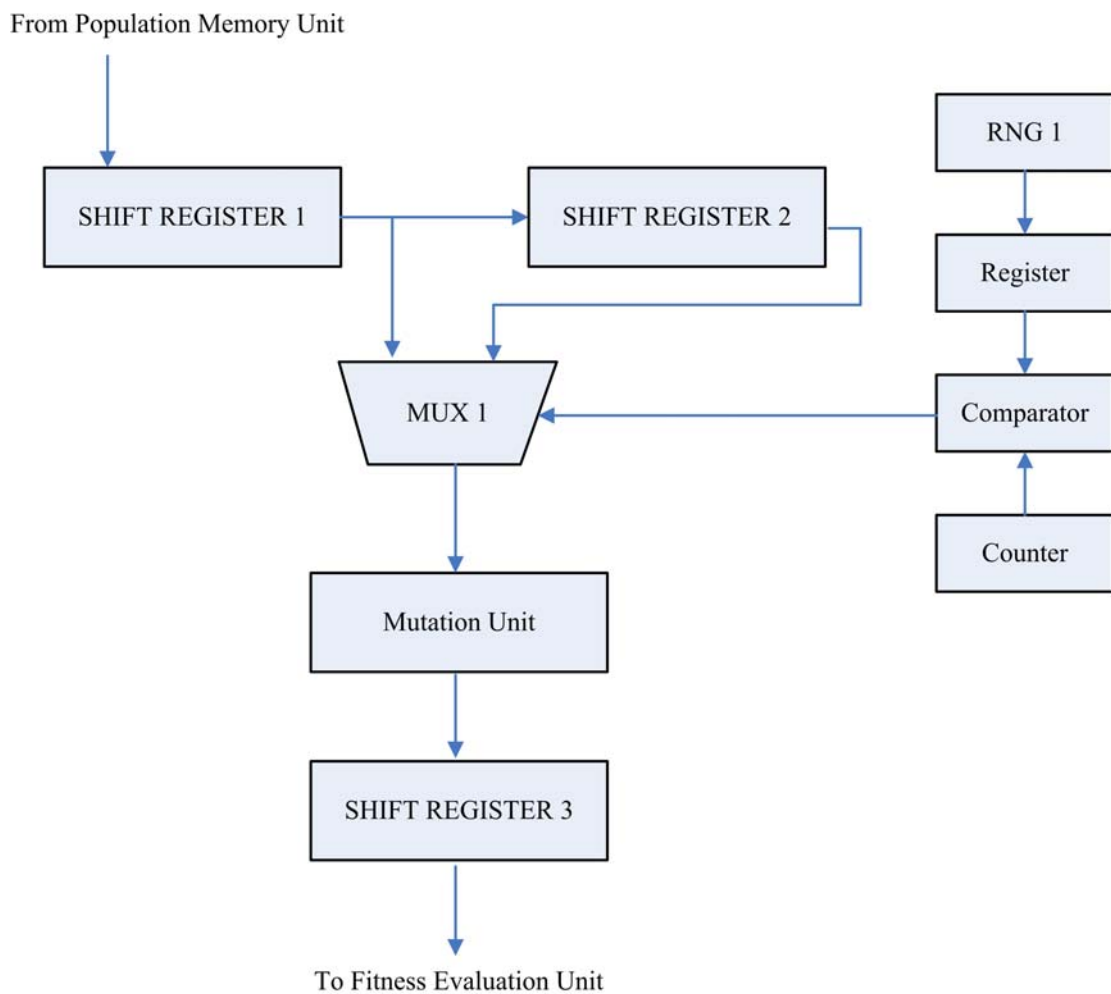 From Population Memory Unit
RNG 1
SHIFT REGISTER 1
SHIFT REGISTER 2
Register
MUX 1
Comparator
Counter
Mutation Unit
SHIFT REGISTER 3
To Fitness Evaluation Unit